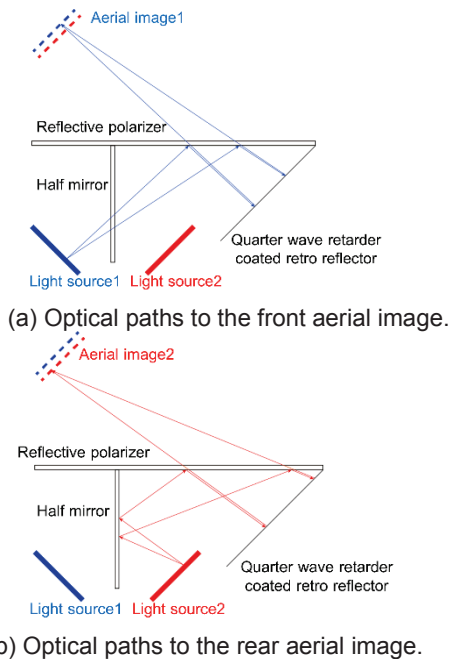 Aerial image1
Reflective polarizer
Half mirror
Quarter wave retarder
coated retro reflector
Light source1 Light source2
(a) Optical paths to the front aerial image.
Aerial image2
Reflective polarizer
Half mirror
Quarter wave retarder
coated retro reflector
Light source1 Light source2
b) Optical paths to the rear aerial image.